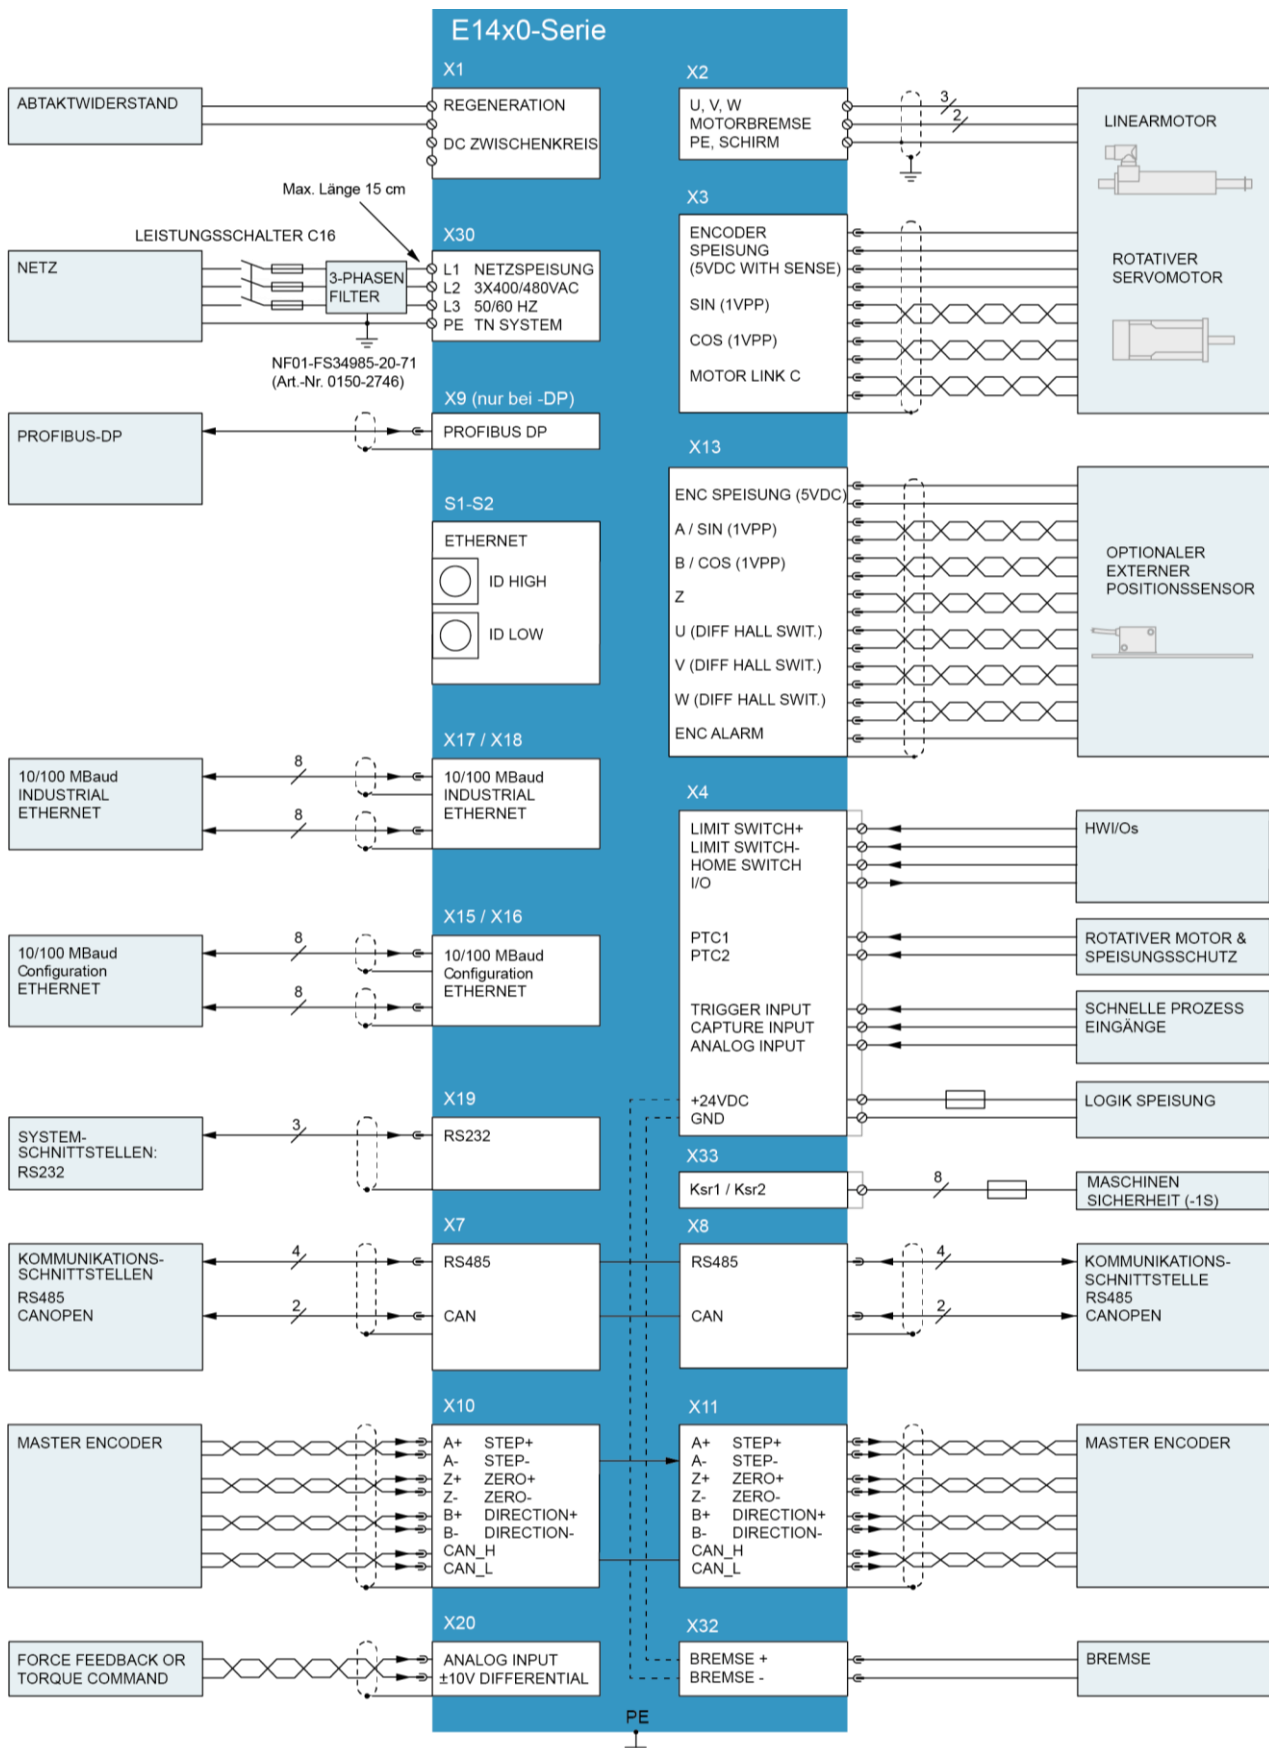 E14x0-Serie
X1
ABTAKTWIDERSTAND
REGENERATION
DC ZWISCHENKREIS
Max. Länge 15 cm
LEISTUNGSSCHALTER C16
X30
NETZ
3-PHASEN
FILTER
L1 NETZSPEISUNG
L2 3X400/480VAC
L3 50/60 HZ
PE TN SYSTEM
NF01-FS34985-20-71
(Art.-Nr. 0150-2746)
X9 (nur bei -DP)
PROFIBUS-DP
PROFIBUS DP
S1-S2
ETHERNET
ID HIGH
ID LOW
X17 / X18
10/100 MBaud
INDUSTRIAL
ETHERNET
8
8
10/100 MBaud
INDUSTRIAL
ETHERNET
X15 / X16
10/100 MBaud
Configuration
ETHERNET
8
8
10/100 MBaud
Configuration
ETHERNET
X19
SYSTEM-
SCHNITTSTELLEN:
RS232
3
RS232
X7
KOMMUNIKATIONS-
SCHNITTSTELLEN
RS485
CANOPEN
4
2
RS485
CAN
X10
MASTER ENCODER
A+ STEP+
A- STEP-
Z+ ZERO+
Z- ZERO-
B+ DIRECTION+
B- DIRECTION-
CAN_H
CAN_L
X20
FORCE FEEDBACK OR
TORQUE COMMAND
ANALOG INPUT
±10V DIFFERENTIAL
X2
U, V, W
MOTORBREMSE
PE, SCHIRM
3
2
LINEARMOTOR
ROTATIVER
SERVOMOTOR
X3
ENCODER
SPEISUNG
(5VDC WITH SENSE)
SIN (1VPP)
COS (1VPP)
MOTOR LINK C
X13
ENC SPEISUNG (5VDC)
A / SIN (1VPP)
B / COS (1VPP)
Z
U (DIFF HALL SWIT.)
V (DIFF HALL SWIT.)
W (DIFF HALL SWIT.)
ENC ALARM
OPTIONALER
EXTERNER
POSITIONSSENSOR
X4
LIMIT SWITCH+
LIMIT SWITCH-
HOME SWITCH
I/O
HWI/Os
PTC1
PTC2
ROTATIVER MOTOR &
SPEISUNGSSCHUTZ
TRIGGER INPUT
CAPTURE INPUT
ANALOG INPUT
SCHNELLE PROZESS
EINGÄNGE
+24VDC
GND
LOGIK SPEISUNG
X33
Ksr1 / Ksr2
8
MASCHINEN
SICHERHEIT (-1S)
X8
RS485
CAN
4
2
KOMMUNIKATIONS-
SCHNITTSTELLE
RS485
CANOPEN
X11
A+ STEP+
A- STEP-
Z+ ZERO+
Z- ZERO-
B+ DIRECTION+
B- DIRECTION-
CAN_H
CAN_L
MASTER ENCODER
X32
BREMSE +
BREMSE -
BREMSE
PE